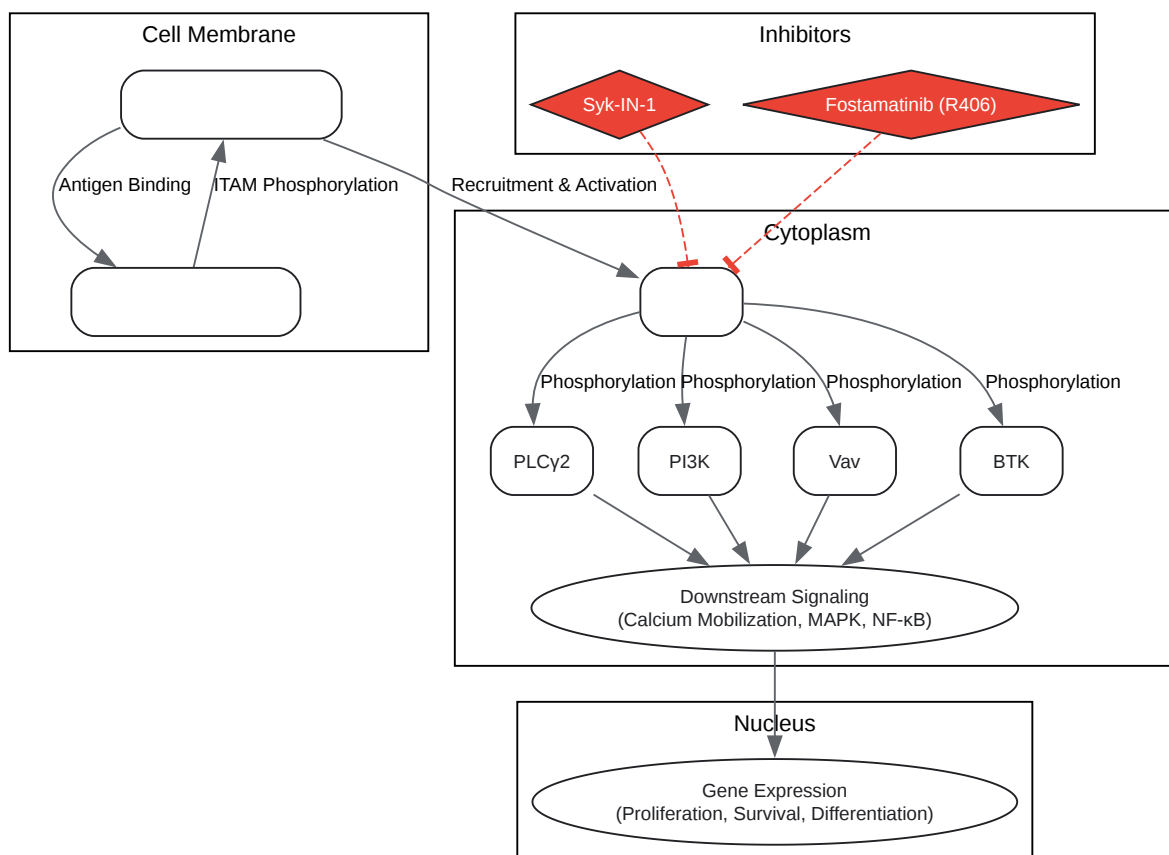 Cell Membrane
Inhibitors
Syk-IN-1
Fostamatinib (R406)
Antigen Binding
ITAM Phosphorylation
Recruitment & Activation
Cytoplasm
Phosphorylation
Phosphorylation
Phosphorylation
Phosphorylation
PLCγ2
PI3K
Vav
BTK
Downstream Signaling
(Calcium Mobilization, MAPK, NF-κB)
Nucleus
Gene Expression
(Proliferation, Survival, Differentiation)